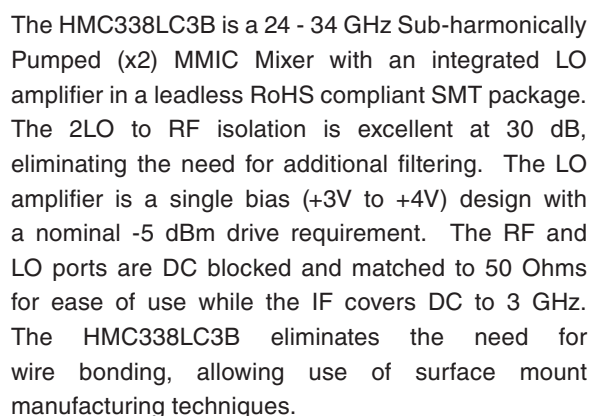 The HMC338LC3B is a 24 - 34 GHz Sub-harmonically
Pumped (x2) MMIC Mixer with an integrated LO
amplifier in a leadless RoHS compliant SMT package.
The 2LO to RF isolation is excellent at 30 dB,
eliminating the need for additional filtering. The LO
amplifier is a single bias (+3V to +4V) design with
a nominal -5 dBm drive requirement. The RF and
LO ports are DC blocked and matched to 50 Ohms
for ease of use while the IF covers DC to 3 GHz.
The HMC338LC3B eliminates the need for
wire bonding, allowing use of surface mount
manufacturing techniques.